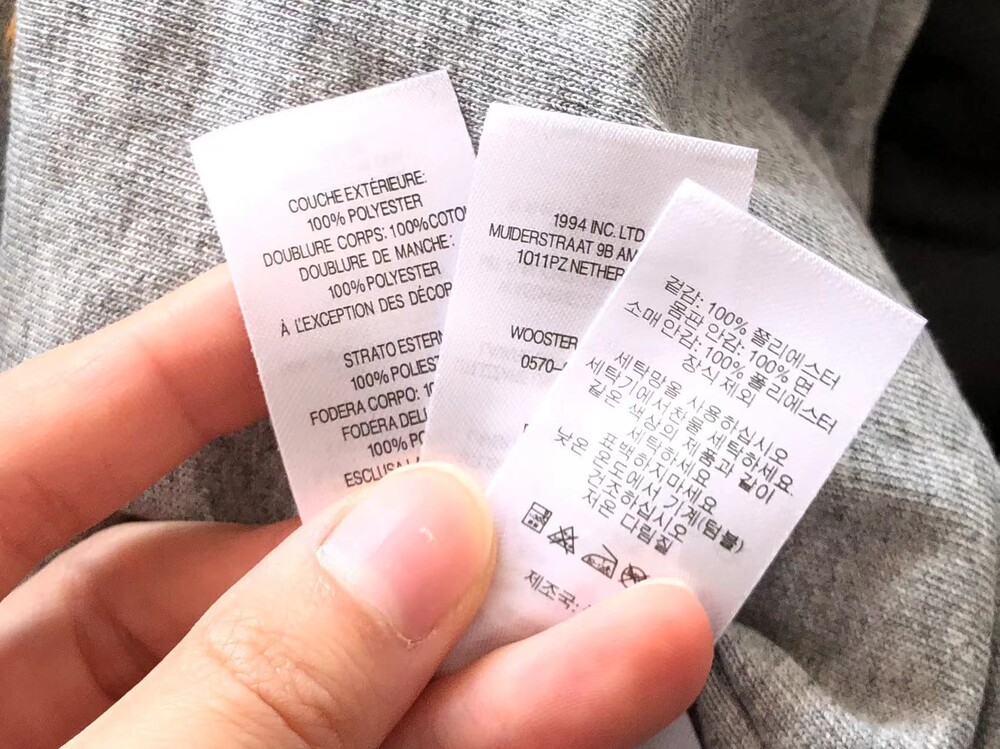 COUCHE EXTÉRIEURE:
100% POLYESTER
DOUBLURE CORPS: 100% COTO
DOUBLURE DE MANCHE:
100% POLYESTER
À L'EXCEPTION DES DÉCOR
STRATO ESTERN
100% POLIEST
FODERA CORPO: 10
FODERA DELL
100% PO
ESCLUSA LA
1994 INC. LTD
MUIDERSTRAAT 9B AM
1011PZ NETHER
WOOSTER
0570-
겉감: 100% 폴리에스터
몸판 안감: 100% 면
소매 안감: 100% 폴리에스터
장식 제외
세탁망을 사용하십시오
세탁기에서 찬물 세탁하세요.
같은 색상의 제품과 같이
세탁하세요
표백하지마세요
낮은 온도에서 기계(텀블)
건조하십시오
저온 다림질
제조국: